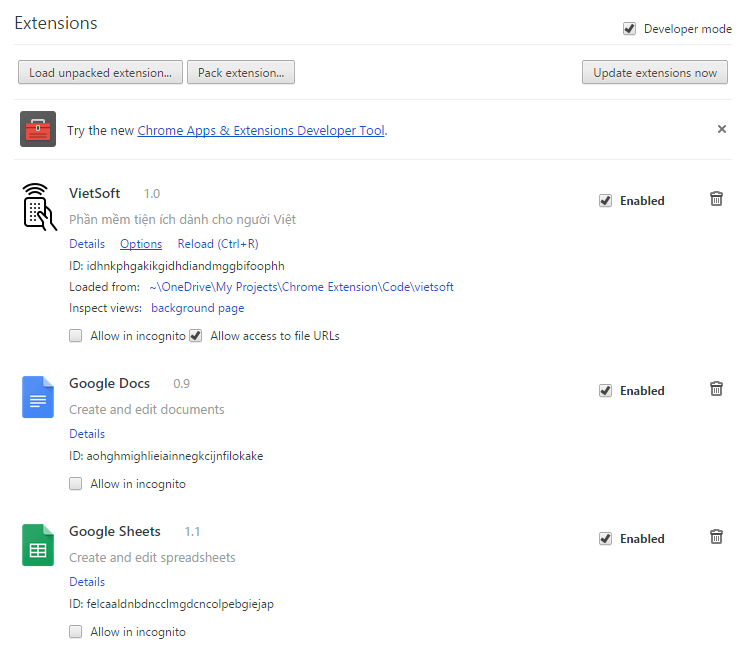 Extensions
Developer mode
Load unpacked extension... Pack extension... Update extensions now
Try the new Chrome Apps & Extensions Developer Tool.
VietSoft 1.0
Enabled
Phần mềm tiện ích dành cho người Việt
Details Options Reload (Ctrl+R)
ID: idhnkphgakikgidhdiandmggbifoophh
Loaded from: ~\OneDrive\My Projects\Chrome Extension\Code\vietsoft
Inspect views: background page
Allow in incognito Allow access to file URLs
Google Docs 0.9
Enabled
Create and edit documents
Details
ID: aohghmighlieiainnegkcijnfilokake
Allow in incognito
Google Sheets 1.1
Enabled
Create and edit spreadsheets
Details
ID: felcaaldnbdncclmgdcncolpebgiejap
Allow in incognito